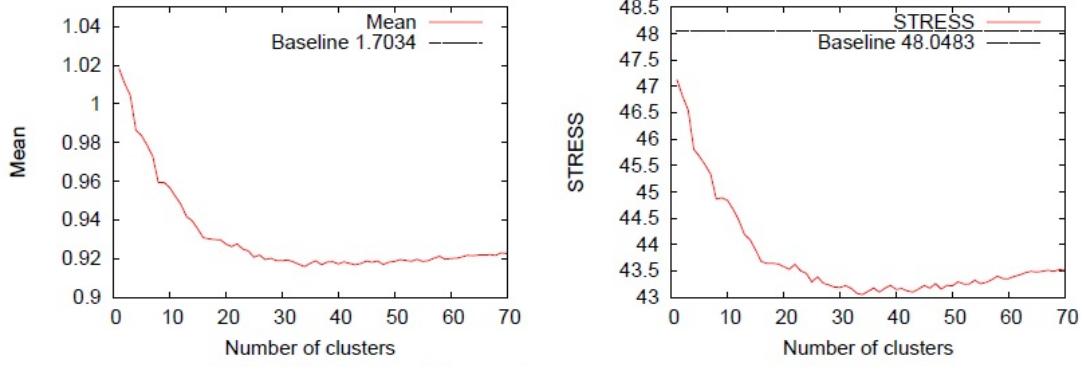 Mean
Baseline 1.7034
1.04
1.02
1
0.98
0.96
0.94
0.92
0.9
Mean
0 10 20 30 40 50 60 70
Number of clusters
STRESS
Baseline 48.0483
48.5
48
47.5
47
46.5
46
45.5
45
44.5
44
43.5
43
STRESS
0 10 20 30 40 50 60 70
Number of clusters